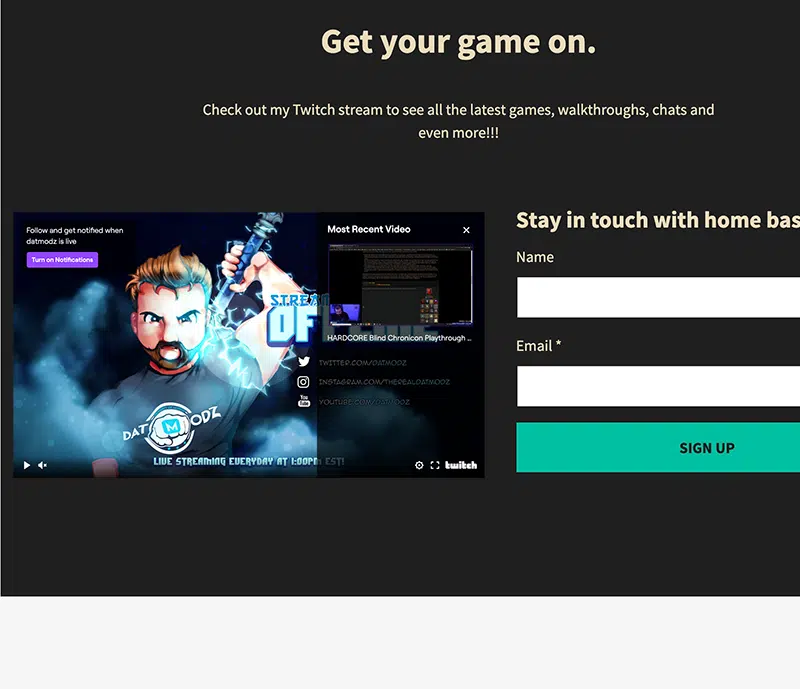 Get your game on.
Check out my Twitch stream to see all the latest games, walkthroughs, chats and
even more!!!
Follow and get notified when
datmodz is live
Turn on Notifications
STREAM
OFFLINE
TWITTER.COM/DATMODZ
INSTAGRAM.COM/THEREALDATMODZ
You
Tube
YOUTUBE.COM/DATMODZ
DATMODZ
M
LIVE STREAMING EVERYDAY AT 1:00PM EST!
Most Recent Video
HARDCORE Blind Chronicon Playthrough ...
twitch
Stay in touch with home bas
Name
Email *
SIGN UP